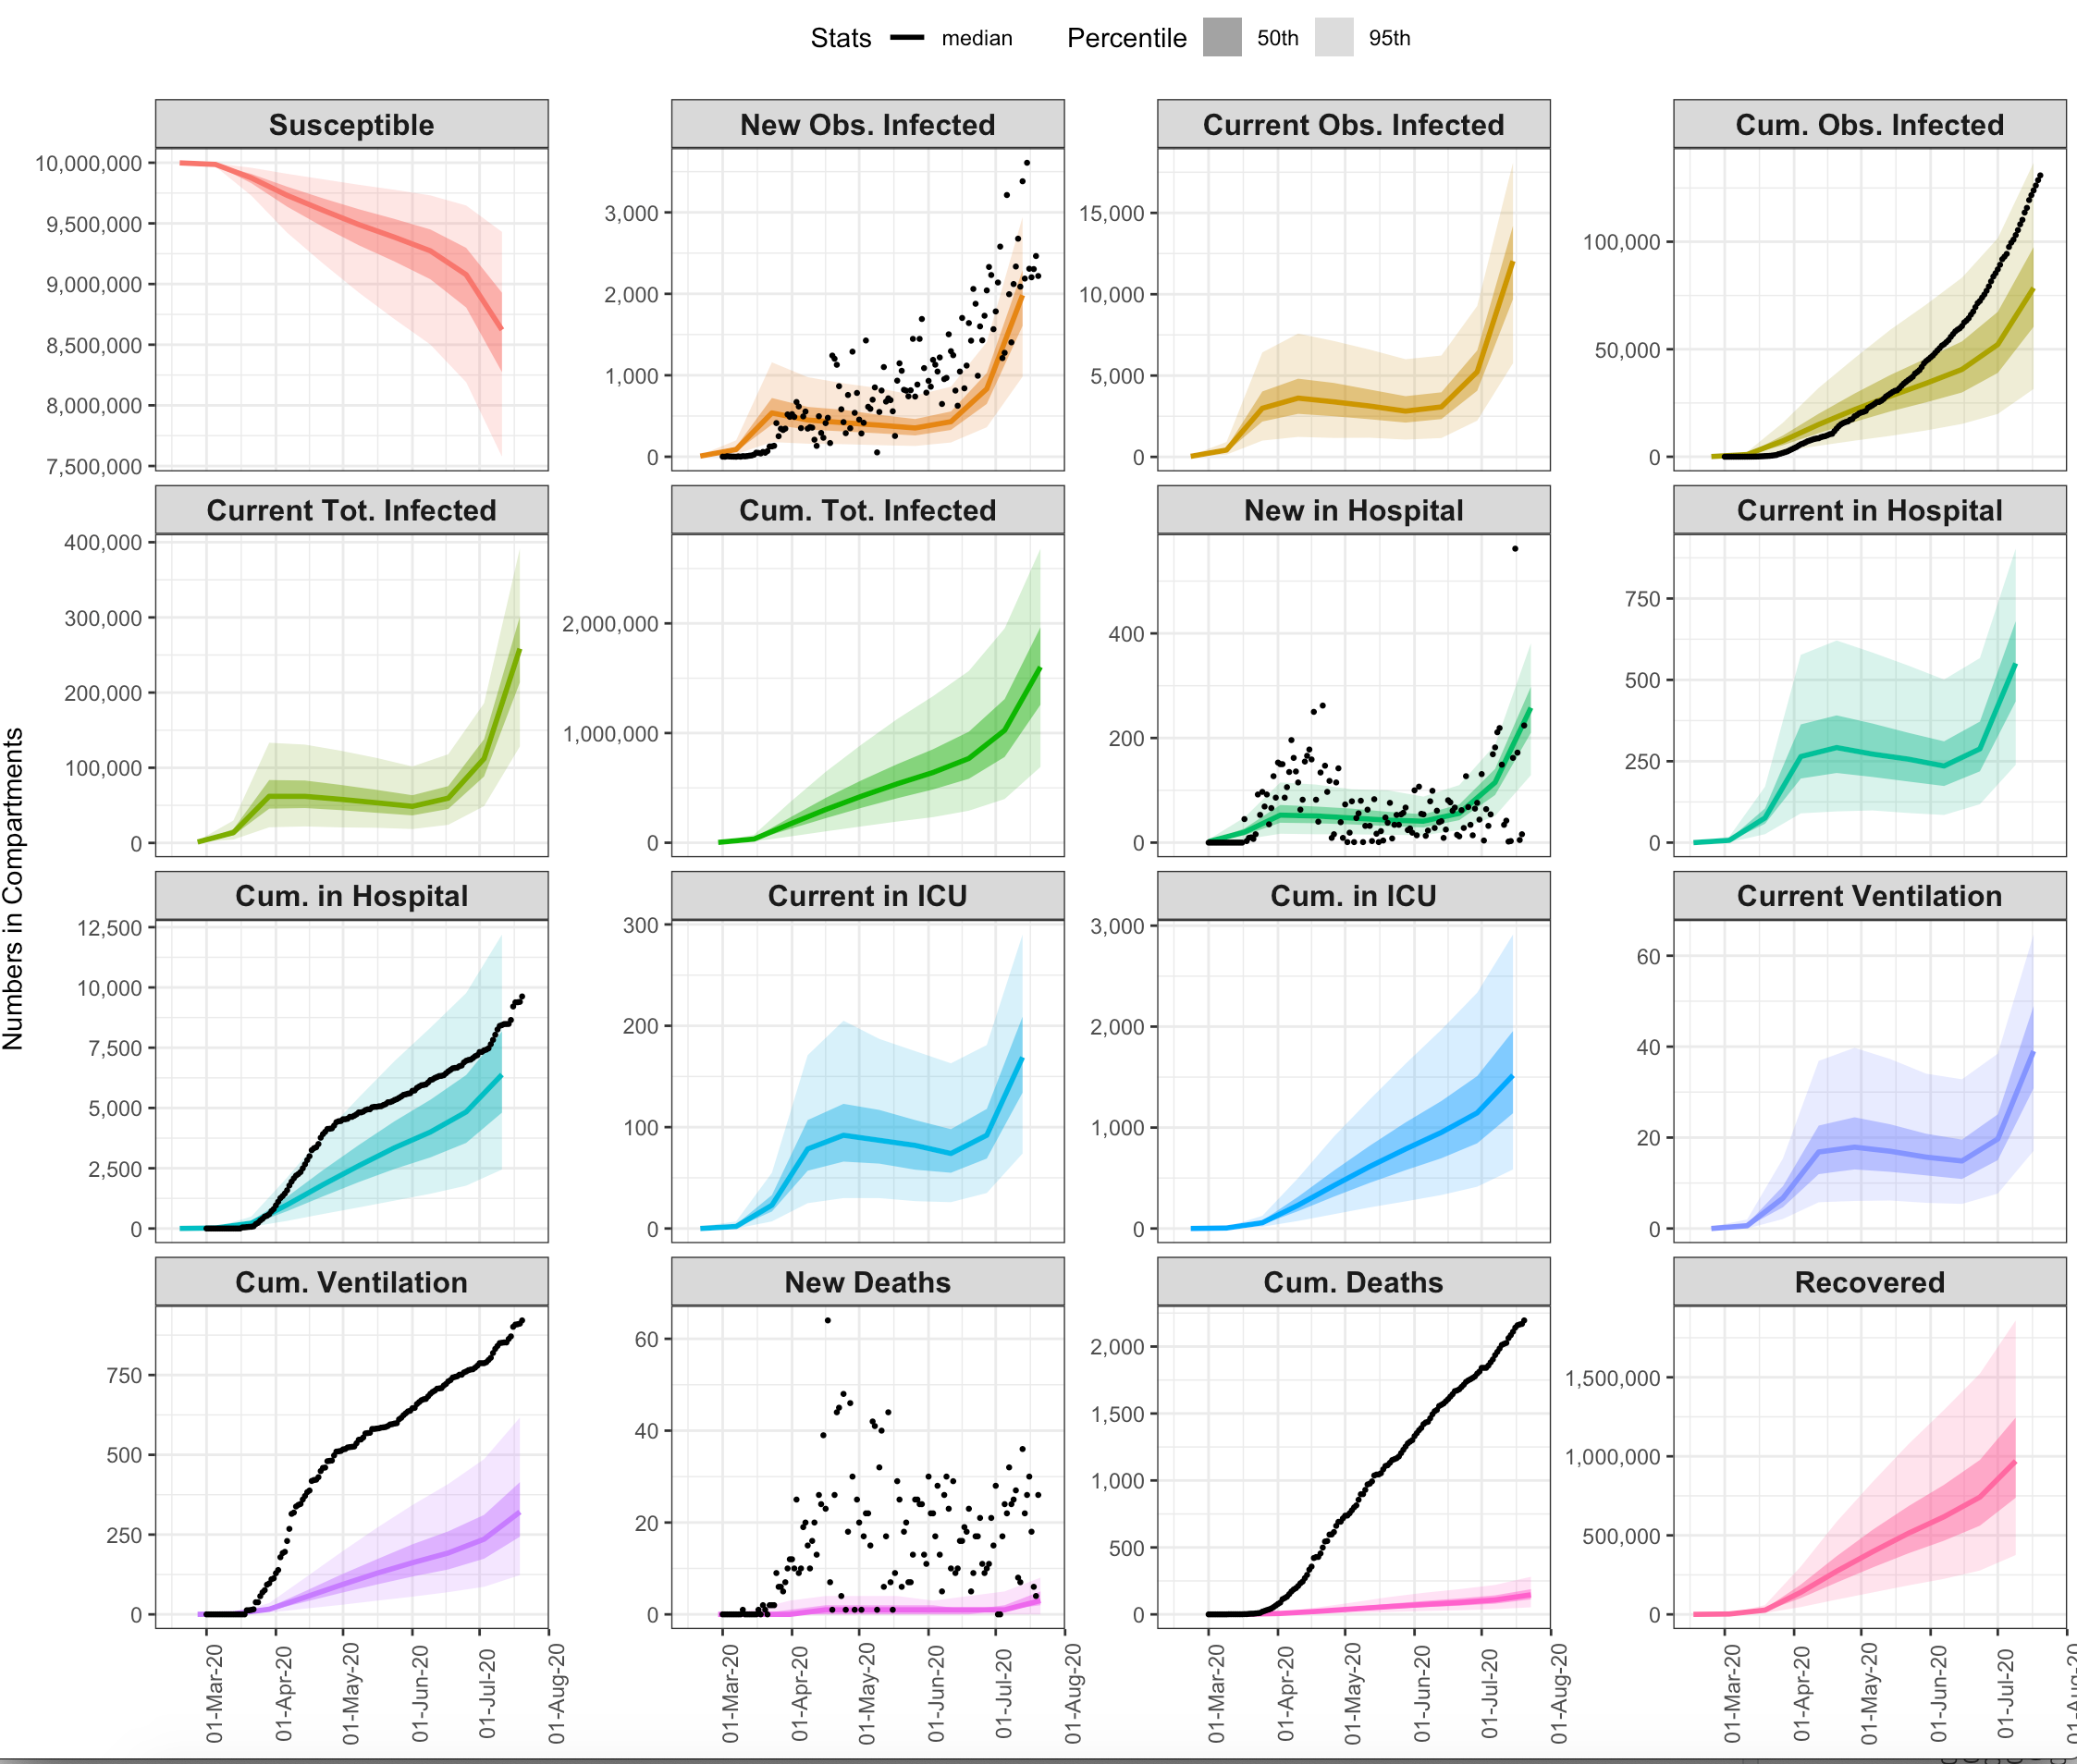 Stats median Percentile 50th 95th
Numbers in Compartments
Susceptible
10,000,000
9,500,000
9,000,000
8,500,000
8,000,000
7,500,000
New Obs. Infected
3,000
2,000
1,000
0
Current Obs. Infected
15,000
10,000
5,000
0
Cum. Obs. Infected
100,000
50,000
0
Current Tot. Infected
400,000
300,000
200,000
100,000
0
Cum. Tot. Infected
2,000,000
1,000,000
0
New in Hospital
400
200
0
Current in Hospital
750
500
250
0
Cum. in Hospital
12,500
10,000
7,500
5,000
2,500
0
Current in ICU
300
200
100
0
Cum. in ICU
3,000
2,000
1,000
0
Current Ventilation
60
40
20
0
Cum. Ventilation
750
500
250
0
New Deaths
60
40
20
0
Cum. Deaths
2,000
1,500
1,000
500
0
Recovered
1,500,000
1,000,000
500,000
0
01-Mar-20
01-Apr-20
01-May-20
01-Jun-20
01-Jul-20
01-Aug-20
01-Mar-20
01-Apr-20
01-May-20
01-Jun-20
01-Jul-20
01-Aug-20
01-Mar-20
01-Apr-20
01-May-20
01-Jun-20
01-Jul-20
01-Aug-20
01-Mar-20
01-Apr-20
01-May-20
01-Jun-20
01-Jul-20
01-Aug-20